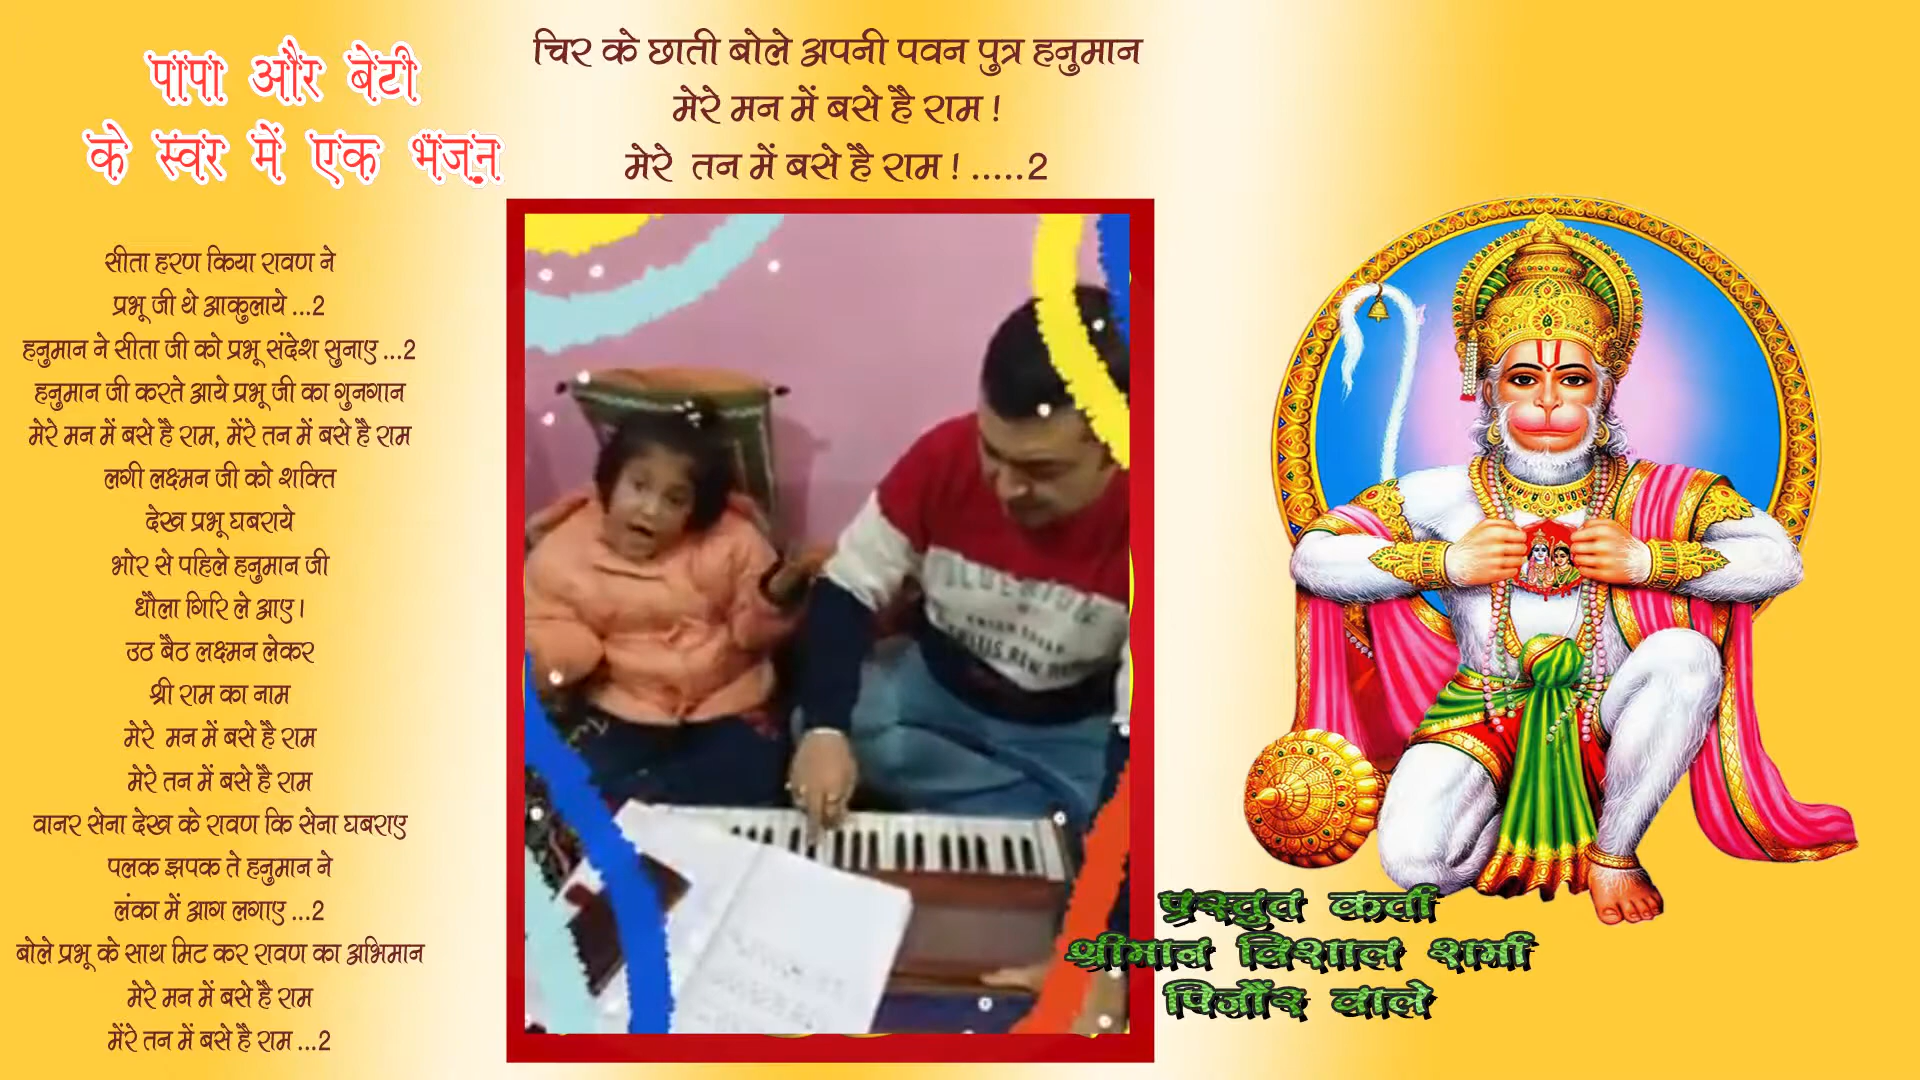 पापा और बेटी
के स्वर में एक भजन
चिर के छाती बोले अपनी पवन पुत्र हनुमान
मेरे मन में बसे है राम !
मेरे तन में बसे है राम ! .....2
सीता हरण किया रावण ने
प्रभू जी थे आकुलाये ...2
हनुमान ने सीता जी को प्रभू संदेश सुनाए ...2
हनुमान जी करते आये प्रभू जी का गुनगान
मेरे मन में बसे है राम, मेंरे तन में बसे है राम
लगी लक्ष्मन जी को शक्ति
देख प्रभू घबराये
भोर से पहिले हनुमान जी
धौला गिरि ले आए।
उठ बैठ लक्ष्मन लेकर
श्री राम का नाम
मेरे मन में बसे है राम
मेरे तन में बसे है राम
वानर सेना देख के रावण कि सेना घबराए
पलक झपक ते हनुमान ने
लंका में आग लगाए ...2
बोले प्रभू के साथ मिट कर रावण का अभिमान
मेरे मन में बसे है राम
मेंरे तन में बसे है राम ...2
प्रस्तुत कर्ता
श्रीमान विशाल शर्मा
पिजौंर वाले